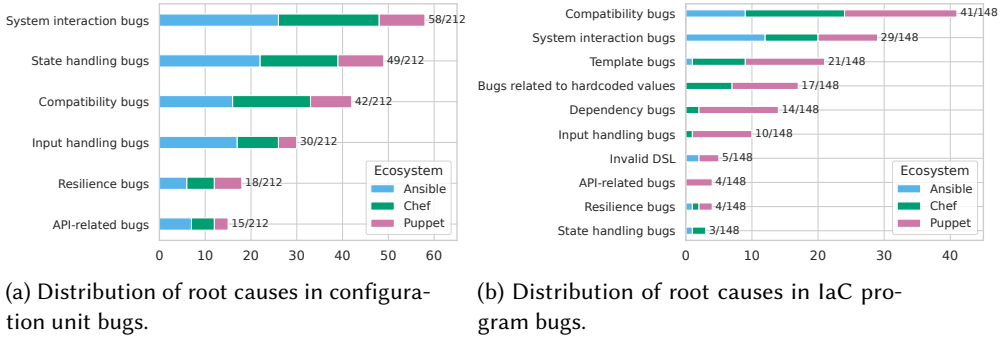 System interaction bugs
58/212
State handling bugs
49/212
Compatibility bugs
42/212
Input handling bugs
30/212
Resilience bugs
18/212
API-related bugs
15/212
Ecosystem
Ansible
Chef
Puppet
0 10 20 30 40 50 60
(a) Distribution of root causes in configura-
tion unit bugs.
Compatibility bugs
41/148
System interaction bugs
29/148
Template bugs
21/148
Bugs related to hardcoded values
17/148
Dependency bugs
14/148
Input handling bugs
10/148
Invalid DSL
5/148
API-related bugs
4/148
Resilience bugs
4/148
State handling bugs
3/148
Ecosystem
Ansible
Chef
Puppet
0 10 20 30 40
(b) Distribution of root causes in IaC pro-
gram bugs.